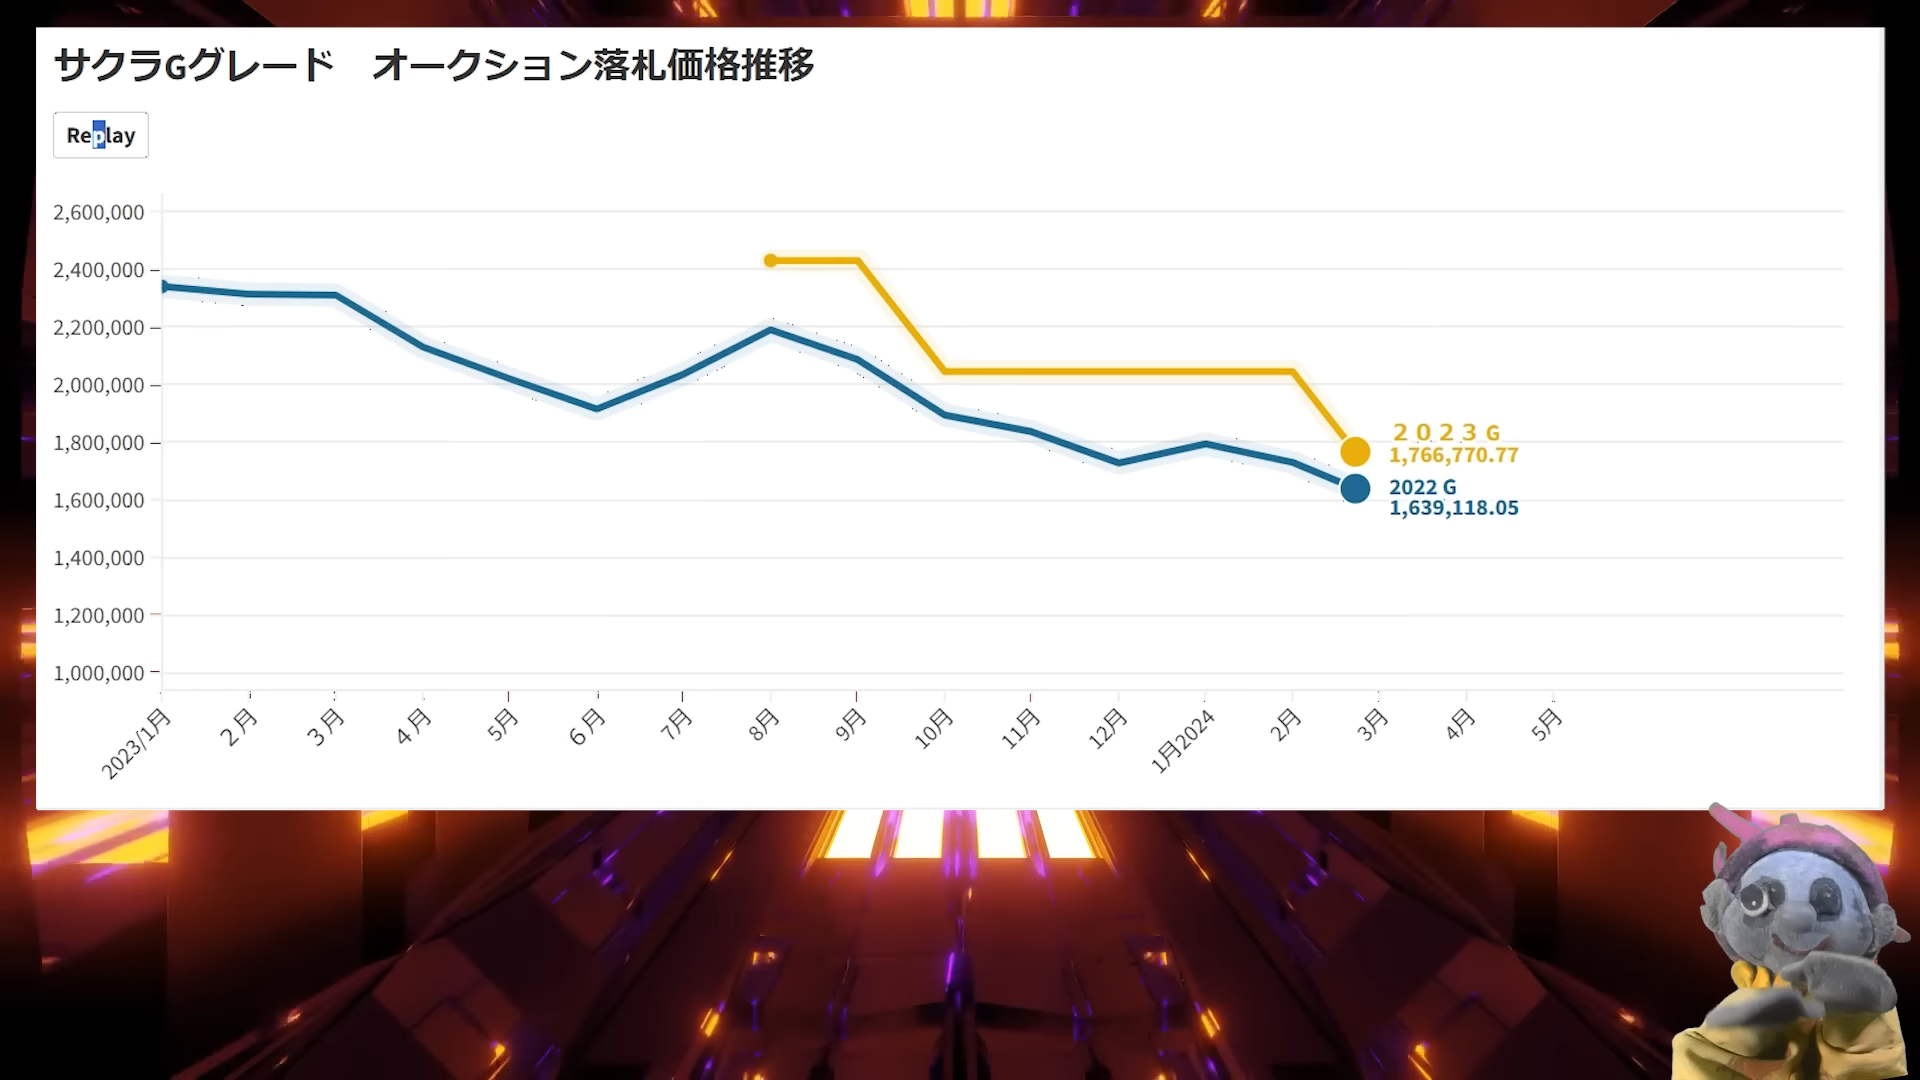 サクラGグレード　オークション落札価格推移
Replay
2,600,000
2,400,000
2,200,000
2,000,000
1,800,000
1,600,000
1,400,000
1,200,000
1,000,000
２０２３ G
1,766,770.77
2022 G
1,639,118.05
2023/1月
２月
３月
４月
5月
６月
7月
8月
9月
10月
11月
12月
1月2024
2月
3月
4月
5月